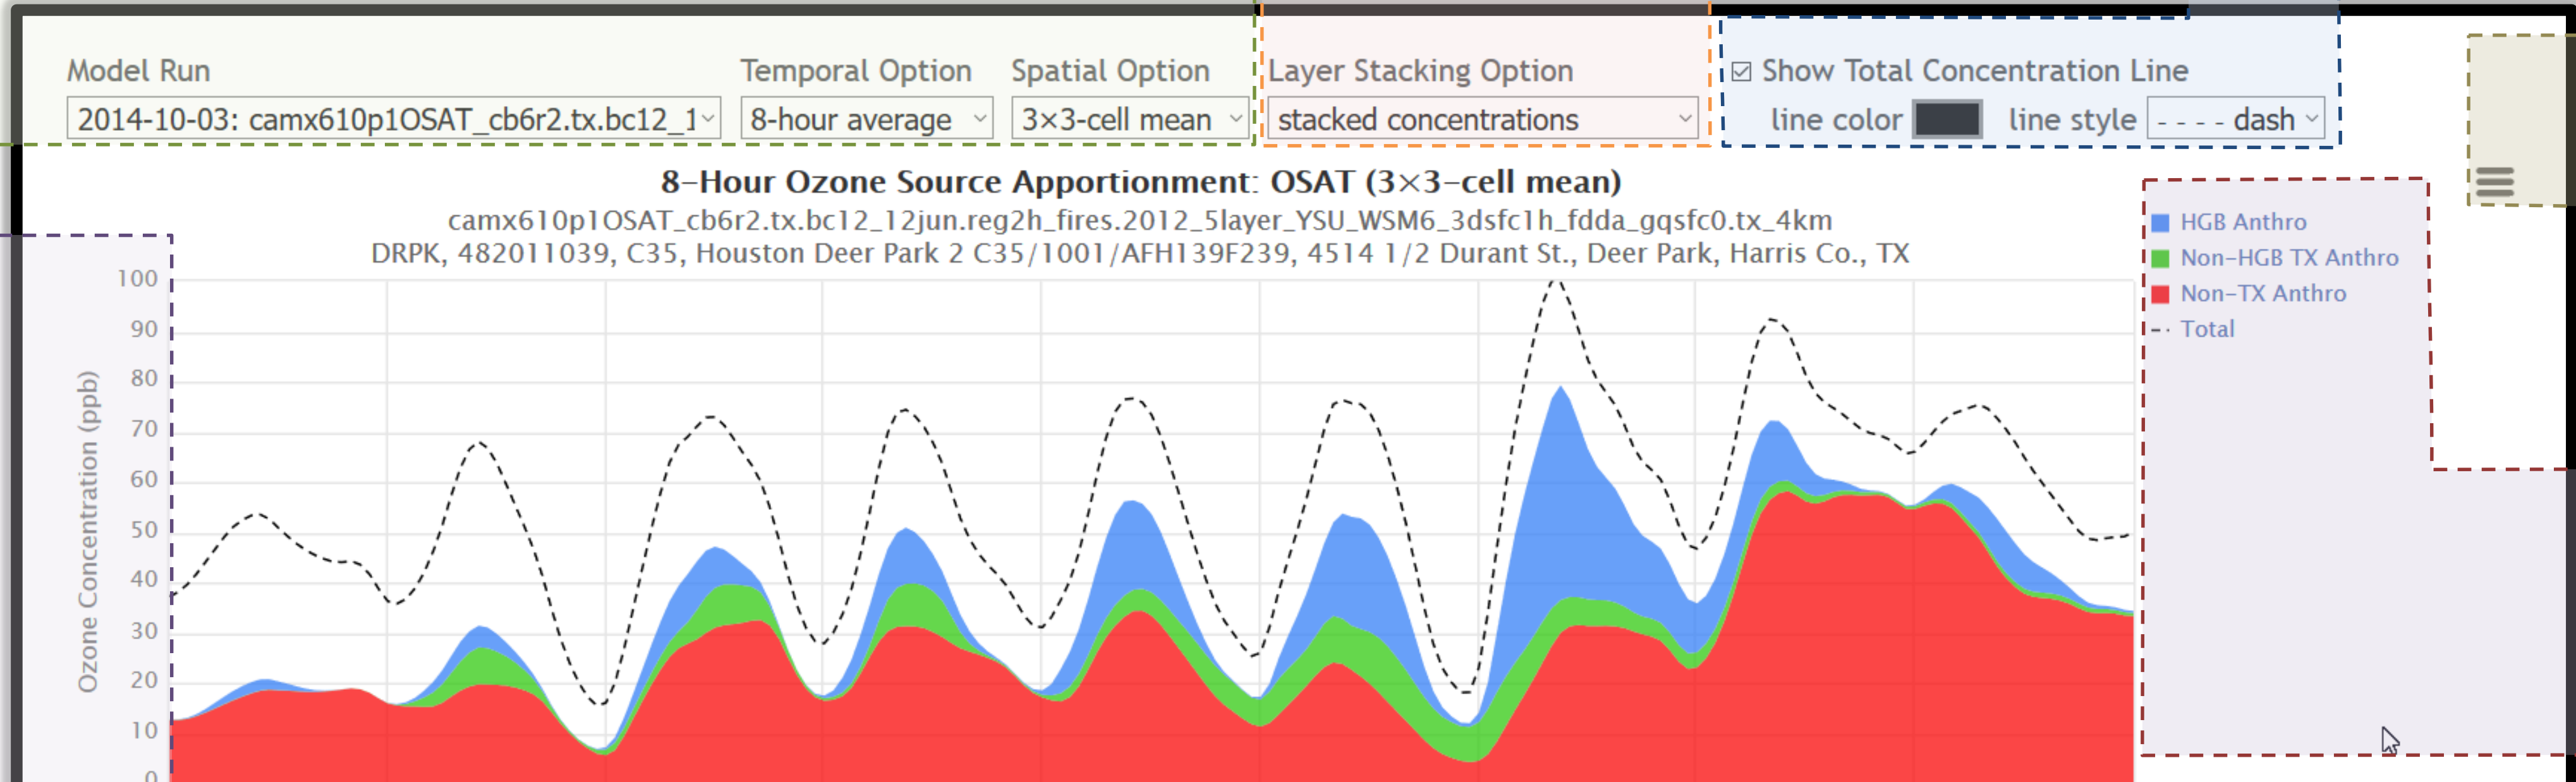 Model Run
Temporal Option
Spatial Option
Layer Stacking Option
Show Total Concentration Line
2014-10-03: camx610p1OSAT_cb6r2.tx.bc12_1
8-hour average
3×3-cell mean
stacked concentrations
line color
line style
- - - - dash
8-Hour Ozone Source Apportionment: OSAT (3×3-cell mean)
camx610p1OSAT_cb6r2.tx.bc12_12jun.reg2h_fires.2012_5layer_YSU_WSM6_3dsfc1h_fdda_gqsfc0.tx_4km
DRPK, 482011039, C35, Houston Deer Park 2 C35/1001/AFH139F239, 4514 1/2 Durant St., Deer Park, Harris Co., TX
HGB Anthro
Non-HGB TX Anthro
Non-TX Anthro
Total
Ozone Concentration (ppb)
100
90
80
70
60
50
40
30
20
10
0